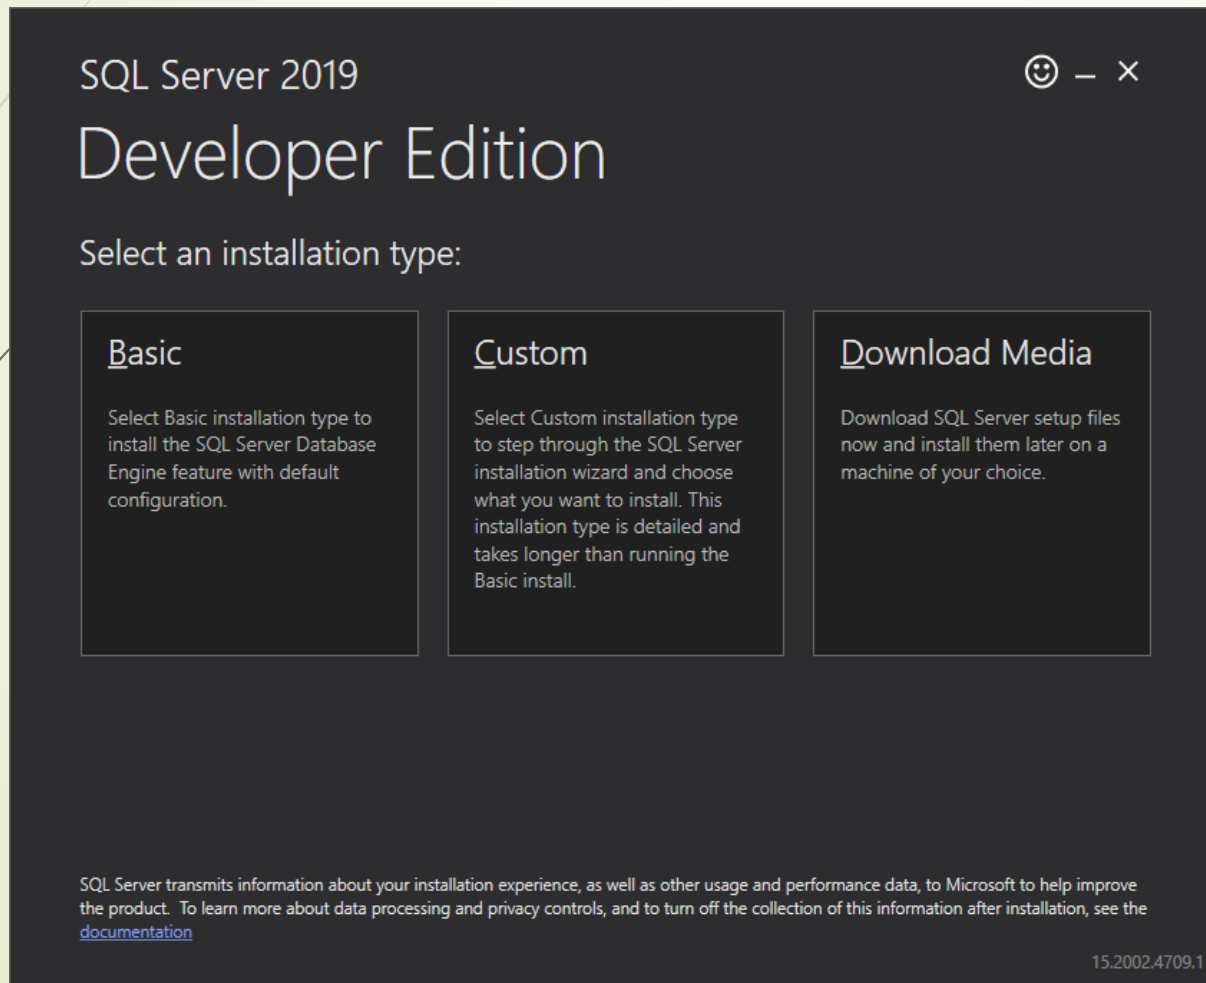 SQL Server 2019
Developer Edition
Select an installation type:
Basic
Select Basic installation type to
install the SQL Server Database
Engine feature with default
configuration.
Custom
Select Custom installation type
to step through the SQL Server
installation wizard and choose
what you want to install. This
installation type is detailed and
takes longer than running the
Basic install.
Download Media
Download SQL Server setup files
now and install them later on a
machine of your choice.
SQL Server transmits information about your installation experience, as well as other usage and performance data, to Microsoft to help improve
the product.  To learn more about data processing and privacy controls, and to turn off the collection of this information after installation, see the
documentation
15.2002.4709.1